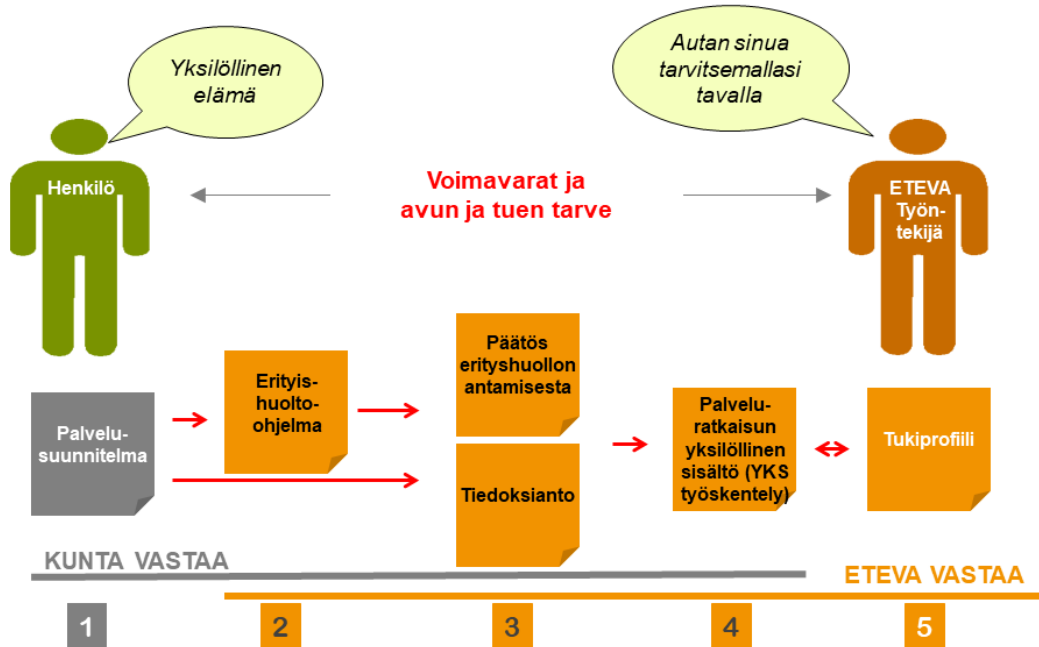 Yksilöllinen
elämä
Autan sinua
tarvitsemallasi
tavalla
Henkilö
Voimavarat ja
avun ja tuen tarve
ETEVA
Työn-
tekijä
Palvelu-
suunnitelma
Erityis-
huolto-
ohjelma
Päätös
erityshuollon
antamisesta
Tiedoksianto
Palvelu-
ratkaisun
yksilöllinen
sisältö (YKS
työskentely)
Tukiprofiili
KUNTA VASTAA
ETEVA VASTAA
1
2
3
4
5